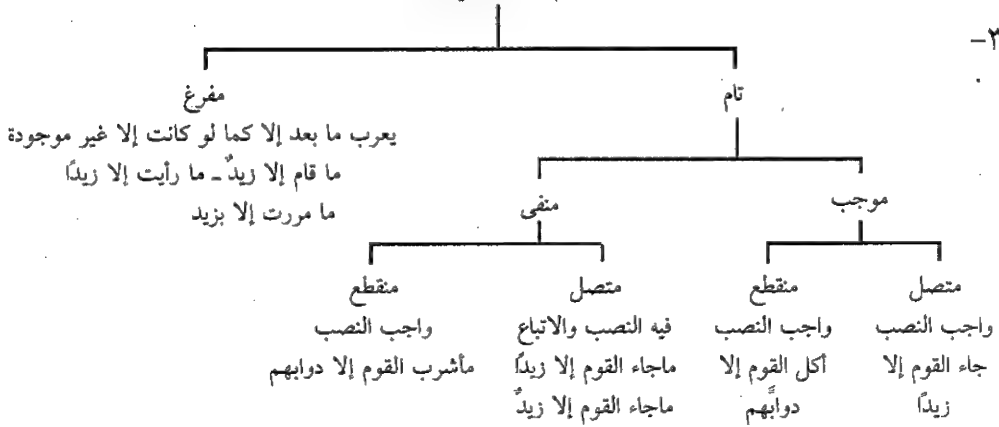 ٢-
تام
مفرغ
يعرب ما بعد إلا كما لو كانت إلا غير موجودة
ما قام إلا زيدٌ ـ ما رأيت إلا زيدًا
ما مررت إلا بزيد
موجب
منفى
متصل
واجب النصب
جاء القوم إلا
زيدًا
منقطع
واجب النصب
أكل القوم إلا
دوابَّهم
متصل
فيه النصب والاتباع
ماجاء القوم إلا زيدًا
ماجاء القوم إلا زيدٌ
منقطع
واجب النصب
مأشرب القوم إلا دوابهم